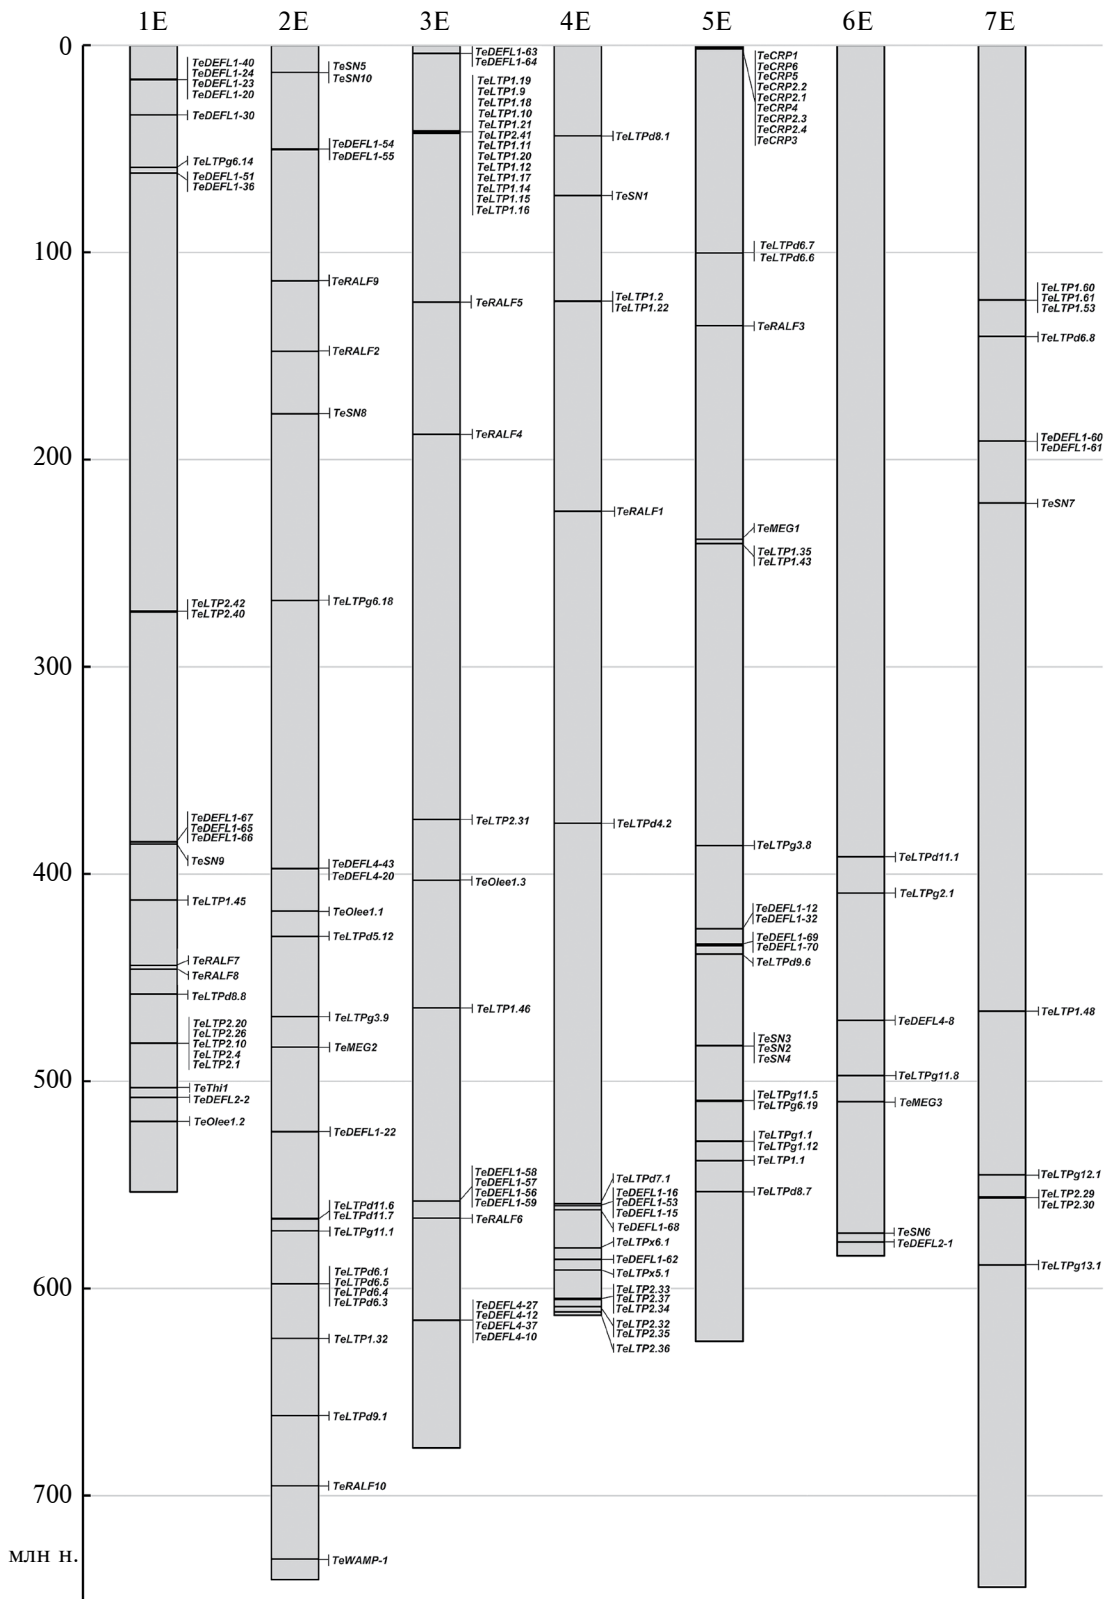 1E
2E
3E
4E
5E
6E
7E
0
100
200
300
400
500
600
700
млн н.
TeDEFL1-40
TeDEFL1-24
TeDEFL1-23
TeDEFL1-20
TeDEFL1-30
TeLTPg6.14
TeDEFL1-51
TeDEFL1-36
TeLTP2.42
TeLTP2.40
TeDEFL1-67
TeDEFL1-65
TeDEFL1-66
TeSN9
TeLTP1.45
TeRALF7
TeRALF8
TeLTPd8.8
TeLTP2.20
TeLTP2.26
TeLTP2.10
TeLTP2.4
TeLTP2.1
TeThi1
TeDEFL2-2
TeOlee1.2
TeSN5
TeSN10
TeDEFL1-54
TeDEFL1-55
TeRALF9
TeRALF2
TeSN8
TeLTPg6.18
TeDEFL4-43
TeDEFL4-20
TeOlee1.1
TeLTPd5.12
TeLTPg3.9
TeMEG2
TeDEFL1-22
TeLTPd11.6
TeLTPd11.7
TeLTPg11.1
TeLTPd6.1
TeLTPd6.5
TeLTPd6.4
TeLTPd6.3
TeLTP1.32
TeLTPd9.1
TeRALF10
TeWAMP-1
TeDEFL1-63
TeDEFL1-64
TeLTP1.19
TeLTP1.9
TeLTP1.18
TeLTP1.10
TeLTP1.21
TeLTP2.41
TeLTP1.11
TeLTP1.20
TeLTP1.12
TeLTP1.17
TeLTP1.14
TeLTP1.15
TeLTP1.16
TeRALF5
TeRALF4
TeLTP2.31
TeOlee1.3
TeLTP1.46
TeDEFL1-58
TeDEFL1-57
TeDEFL1-56
TeDEFL1-59
TeRALF6
TeDEFL4-27
TeDEFL4-12
TeDEFL4-37
TeDEFL4-10
TeLTPd8.1
TeSN1
TeLTP1.2
TeLTP1.22
TeRALF1
TeLTPd4.2
TeLTPd7.1
TeDEFL1-16
TeDEFL1-53
TeDEFL1-15
TeDEFL1-68
TeLTPx6.1
TeDEFL1-62
TeLTPx5.1
TeLTP2.33
TeLTP2.37
TeLTP2.34
TeLTP2.32
TeLTP2.35
TeLTP2.36
TeCRP1
TeCRP6
TeCRP5
TeCRP2.2
TeCRP2.1
TeCRP4
TeCRP2.3
TeCRP2.4
TeCRP3
TeLTPd6.7
TeLTPd6.6
TeRALF3
TeMEG1
TeLTP1.35
TeLTP1.43
TeLTPg3.8
TeDEFL1-12
TeDEFL1-32
TeDEFL1-69
TeDEFL1-70
TeLTPd9.6
TeSN3
TeSN2
TeSN4
TeLTPg11.5
TeLTPg6.19
TeLTPg1.1
TeLTPg1.12
TeLTP1.1
TeLTPd8.7
TeLTPd11.1
TeLTPg2.1
TeDEFL4-8
TeLTPg11.8
TeMEG3
TeSN6
TeDEFL2-1
TeLTP1.60
TeLTP1.61
TeLTP1.53
TeLTPd6.8
TeDEFL1-60
TeDEFL1-61
TeSN7
TeLTP1.48
TeLTPg12.1
TeLTP2.29
TeLTP2.30
TeLTPg13.1